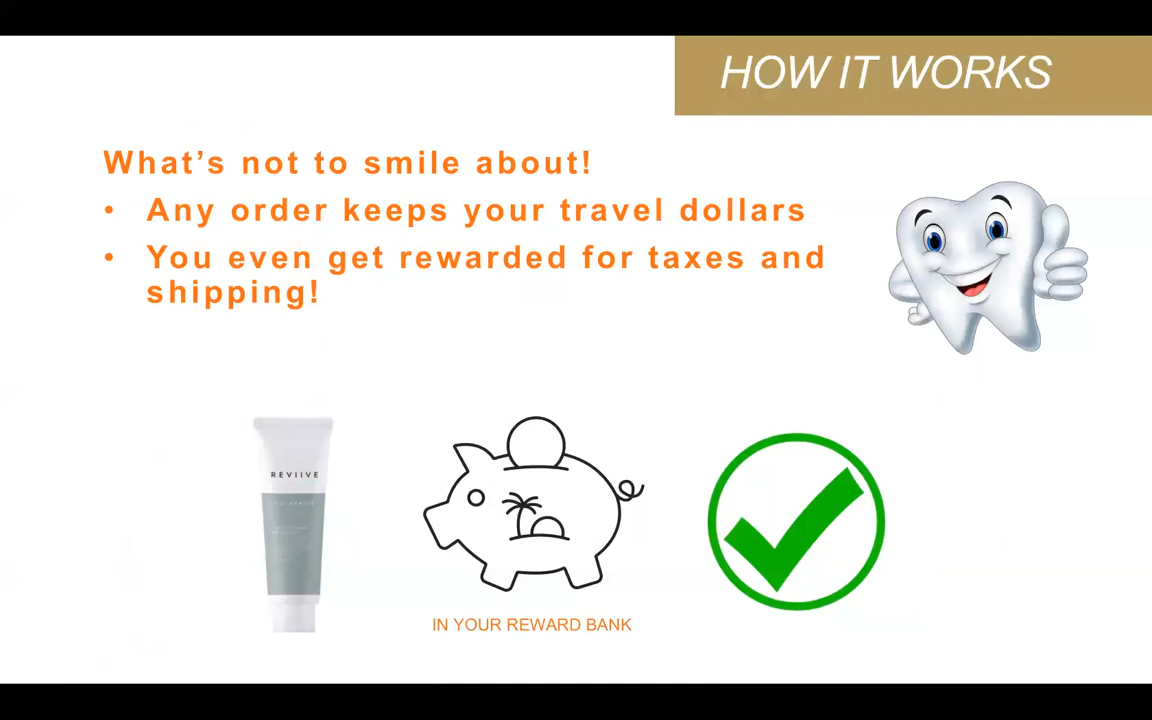 HOW IT WORKS
What's not to smile about!
• Any order keeps your travel dollars
• You even get rewarded for taxes and
shipping!
REVIIVE
IN YOUR REWARD BANK